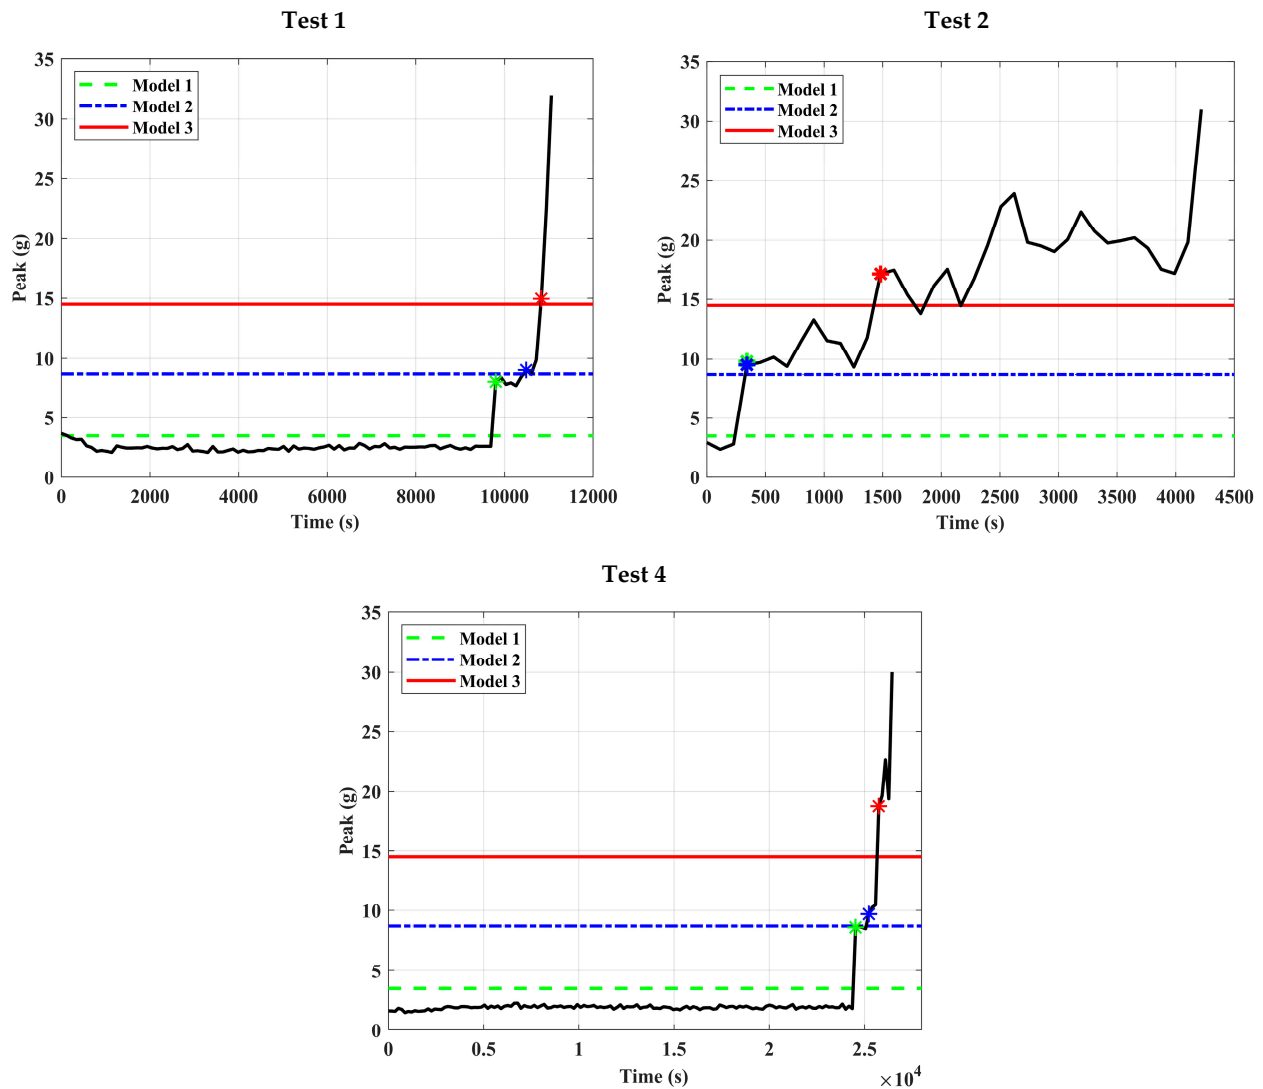 Test 1
35
30
25
20
15
10
5
0
Peak (g)
Model 1
Model 2
Model 3
0 2000 4000 6000 8000 10000 12000
Time (s)
Test 2
35
30
25
20
15
10
5
0
Peak (g)
Model 1
Model 2
Model 3
0 500 1000 1500 2000 2500 3000 3500 4000 4500
Time (s)
Test 4
35
30
25
20
15
10
5
0
Peak (g)
Model 1
Model 2
Model 3
0 0.5 1 1.5 2 2.5
Time (s)
×10⁴